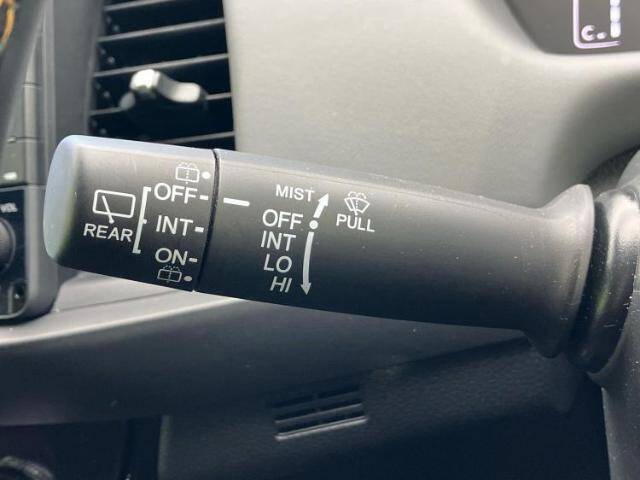 REAR
OFF
INT
ON
MIST
PULL
OFF
INT
LO
HI
C